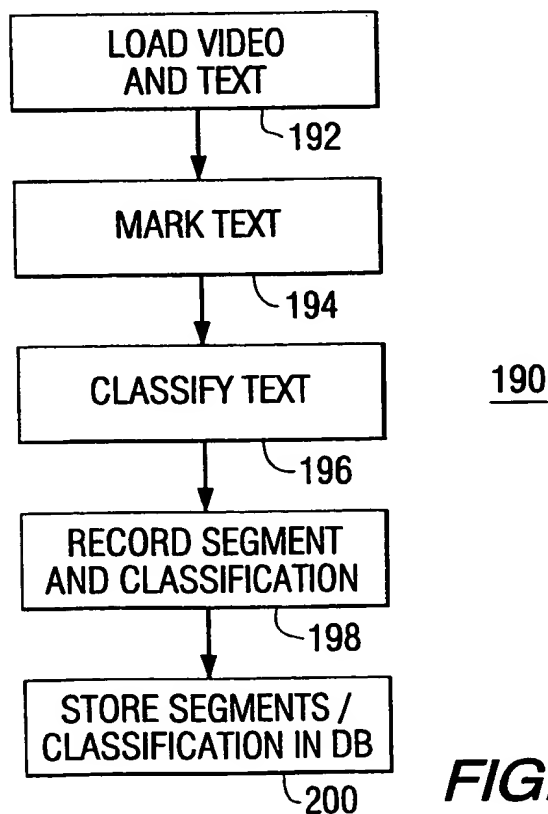 LOAD VIDEO
AND TEXT
192
MARK TEXT
194
CLASSIFY TEXT
196
190
RECORD SEGMENT
AND CLASSIFICATION
198
STORE SEGMENTS /
CLASSIFICATION IN DB
200
FIG.